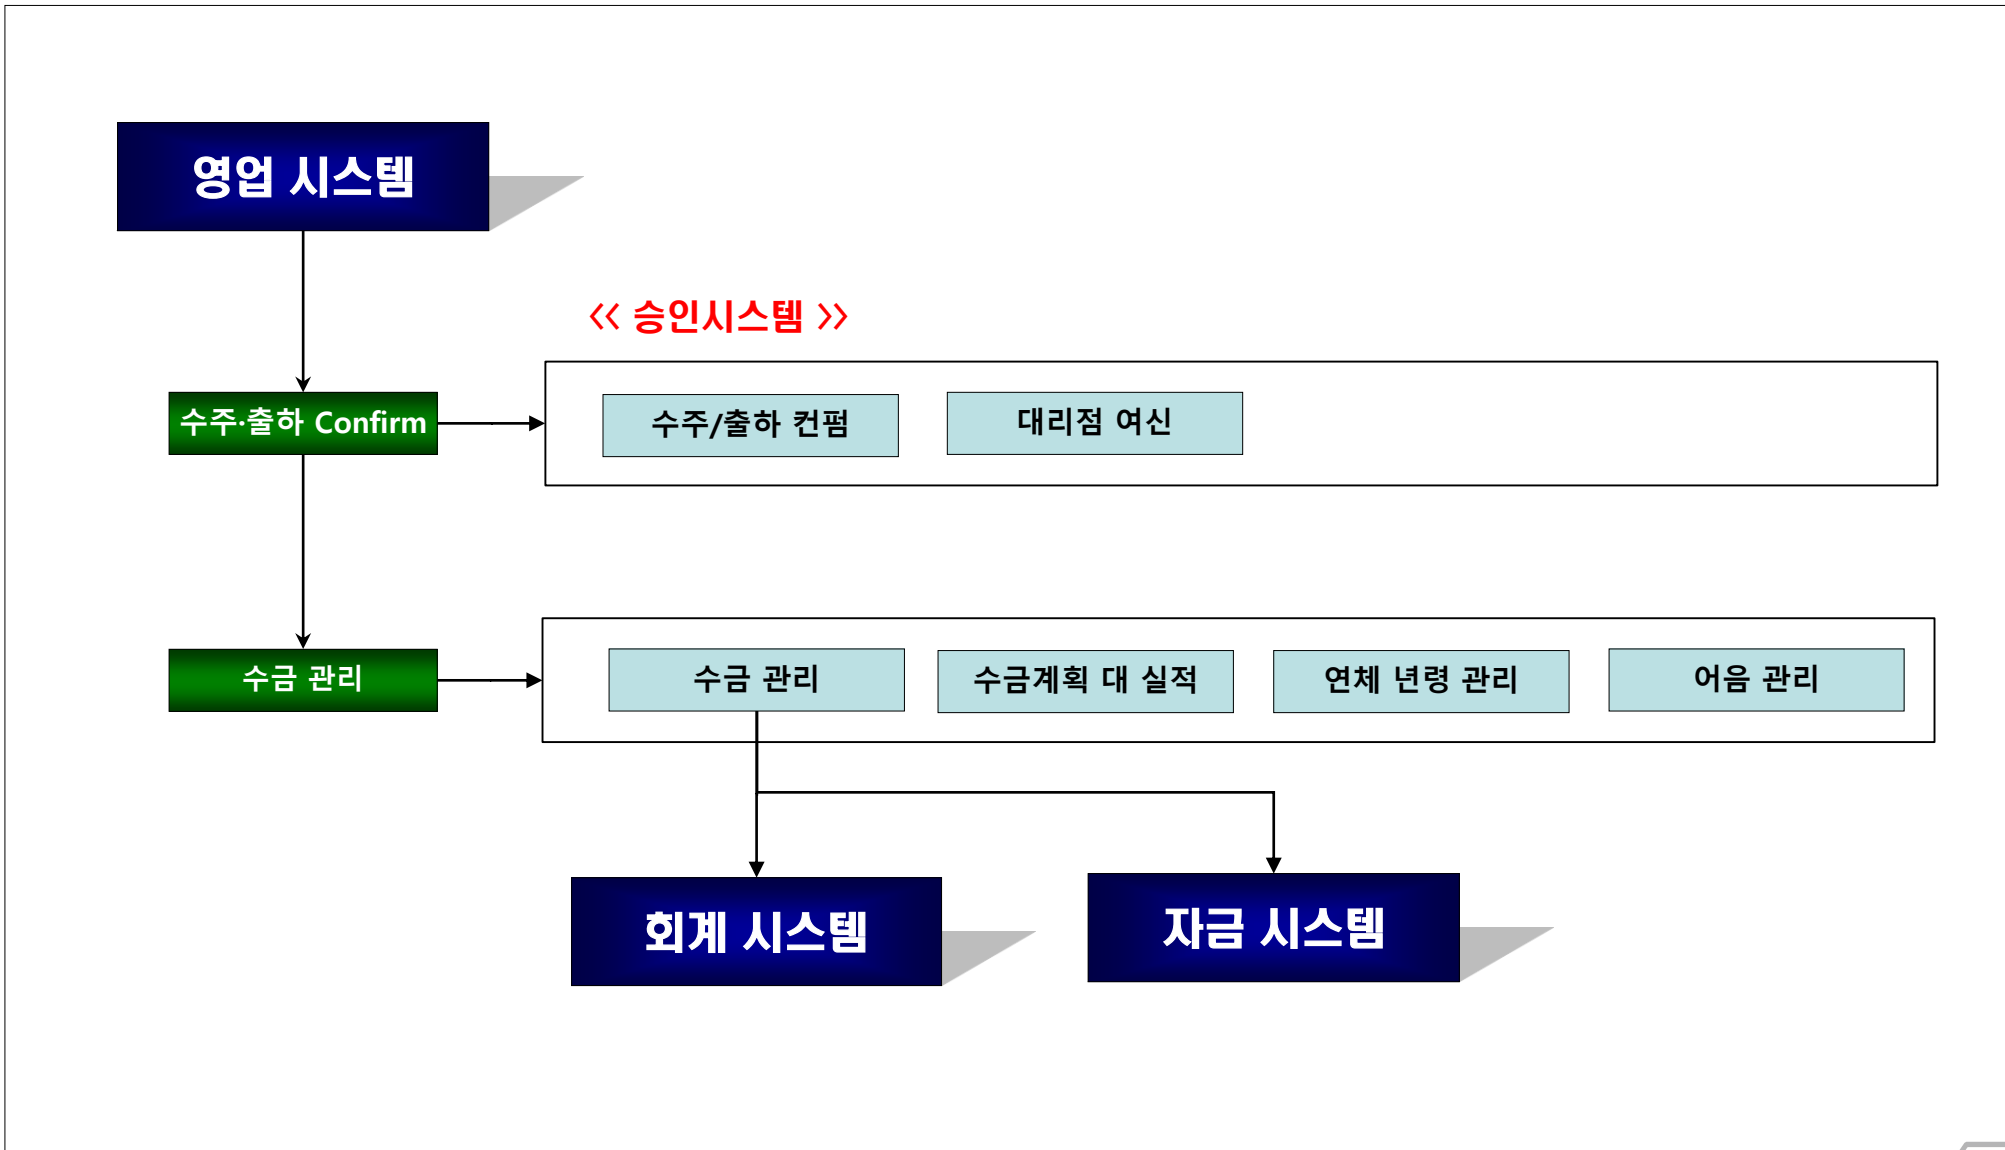 영업 시스템
〈〈 승인시스템 〉〉
수주·출하 Confirm
수주/출하 컨펌
대리점 여신
수금 관리
수금 관리
수금계획 대 실적
연체 년령 관리
어음 관리
회계 시스템
자금 시스템